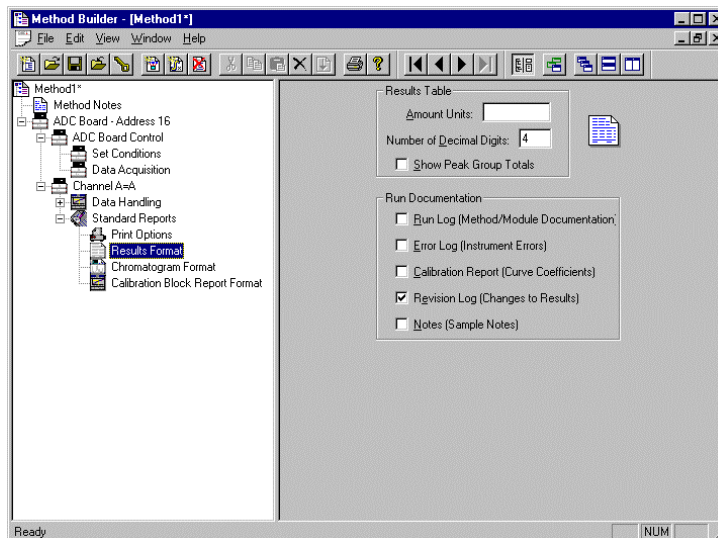 Method Builder - [Method1*]
File Edit View Window Help
Method1*
Method Notes
ADC Board - Address 16
ADC Board Control
Set Conditions
Data Acquisition
Channel A=A
Data Handling
Standard Reports
Print Options
Results Format
Chromatogram Format
Calibration Block Report Format
Results Table
Amount Units:
Number of Decimal Digits: 4
Show Peak Group Totals
Run Documentation
Run Log (Method/Module Documentation)
Error Log (Instrument Errors)
Calibration Report (Curve Coefficients)
Revision Log (Changes to Results)
Notes (Sample Notes)
Ready
NUM